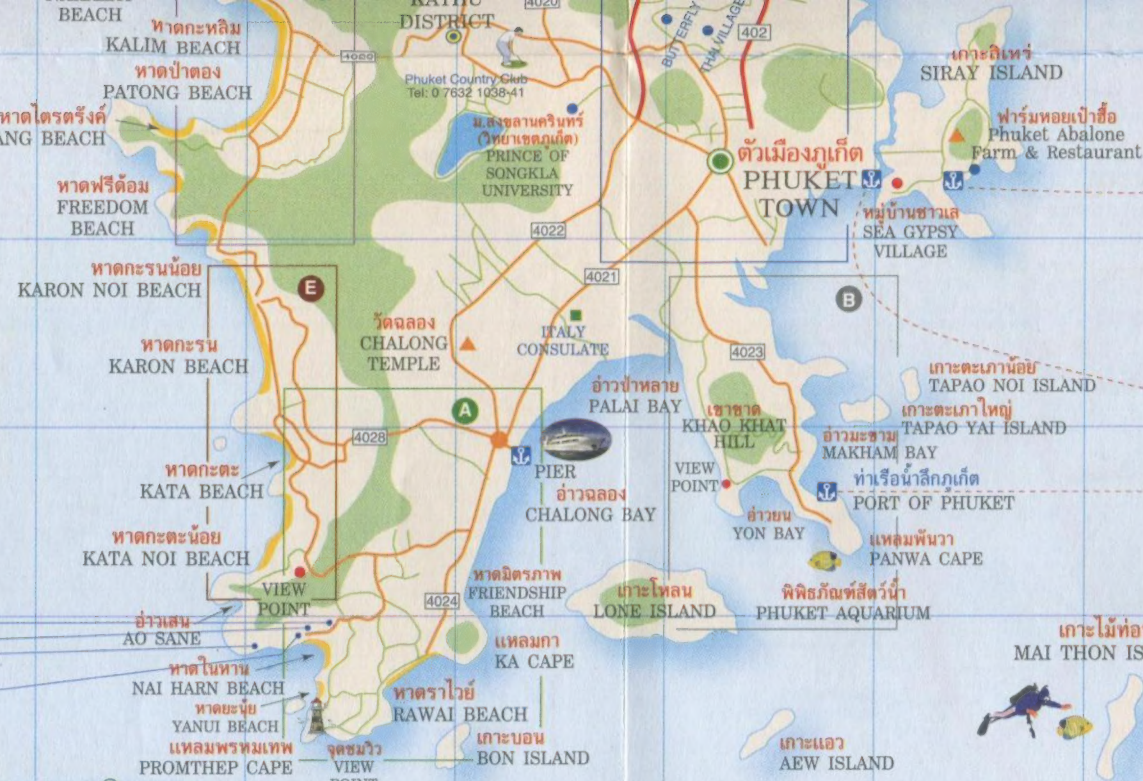 BEACH
หาดกะหลิม
KALIM BEACH
หาดป่าตอง
PATONG BEACH
หาดไตรตรังค์
ANG BEACH
หาดฟรีด้อม
FREEDOM
BEACH
หาดกะรนน้อย
KARON NOI BEACH
หาดกะรน
KARON BEACH
หาดกะตะ
KATA BEACH
หาดกะตะน้อย
KATA NOI BEACH
อ่าวเสน
AO SANE
หาดในหาน
NAI HARN BEACH
หาดยะนุ้ย
YANUI BEACH
แหลมพรหมเทพ
PROMTHEP CAPE
KATHU
DISTRICT
4020
Phuket Country Club
Tel: 0 7632 1038-41
ม.สงขลานครินทร์
(วิทยาเขตภูเก็ต)
PRINCE OF
SONGKLA
UNIVERSITY
BUTTERFLY
THAI VILLAGE
402
เกาะสิเหร่
SIRAY ISLAND
ฟาร์มหอยเป๋าฮื้อ
Phuket Abalone
Farm & Restaurant
ตัวเมืองภูเก็ต
PHUKET
TOWN
หมู่บ้านชาวเล
SEA GYPSY
VILLAGE
4022
4021
E
B
วัดฉลอง
CHALONG
TEMPLE
ITALY
CONSULATE
4023
อ่าวป่าหลาย
PALAI BAY
เกาะตะเภาน้อย
TAPAO NOI ISLAND
เกาะตะเภาใหญ่
TAPAO YAI ISLAND
เขาขาด
KHAO KHAT
HILL
อ่าวมะขาม
MAKHAM BAY
A
4028
PIER
อ่าวฉลอง
CHALONG BAY
VIEW
POINT
ท่าเรือน้ำลึกภูเก็ต
PORT OF PHUKET
อ่าวยน
YON BAY
แหลมพันวา
PANWA CAPE
VIEW
POINT
4024
หาดมิตรภาพ
FRIENDSHIP
BEACH
เกาะโหลน
LONE ISLAND
พิพิธภัณฑ์สัตว์น้ำ
PHUKET AQUARIUM
แหลมกา
KA CAPE
เกาะไม้ท่อ
MAI THON IS
หาดราไวย์
RAWAI BEACH
จุดชมวิว
VIEW
POINT
เกาะบอน
BON ISLAND
เกาะแอว
AEW ISLAND